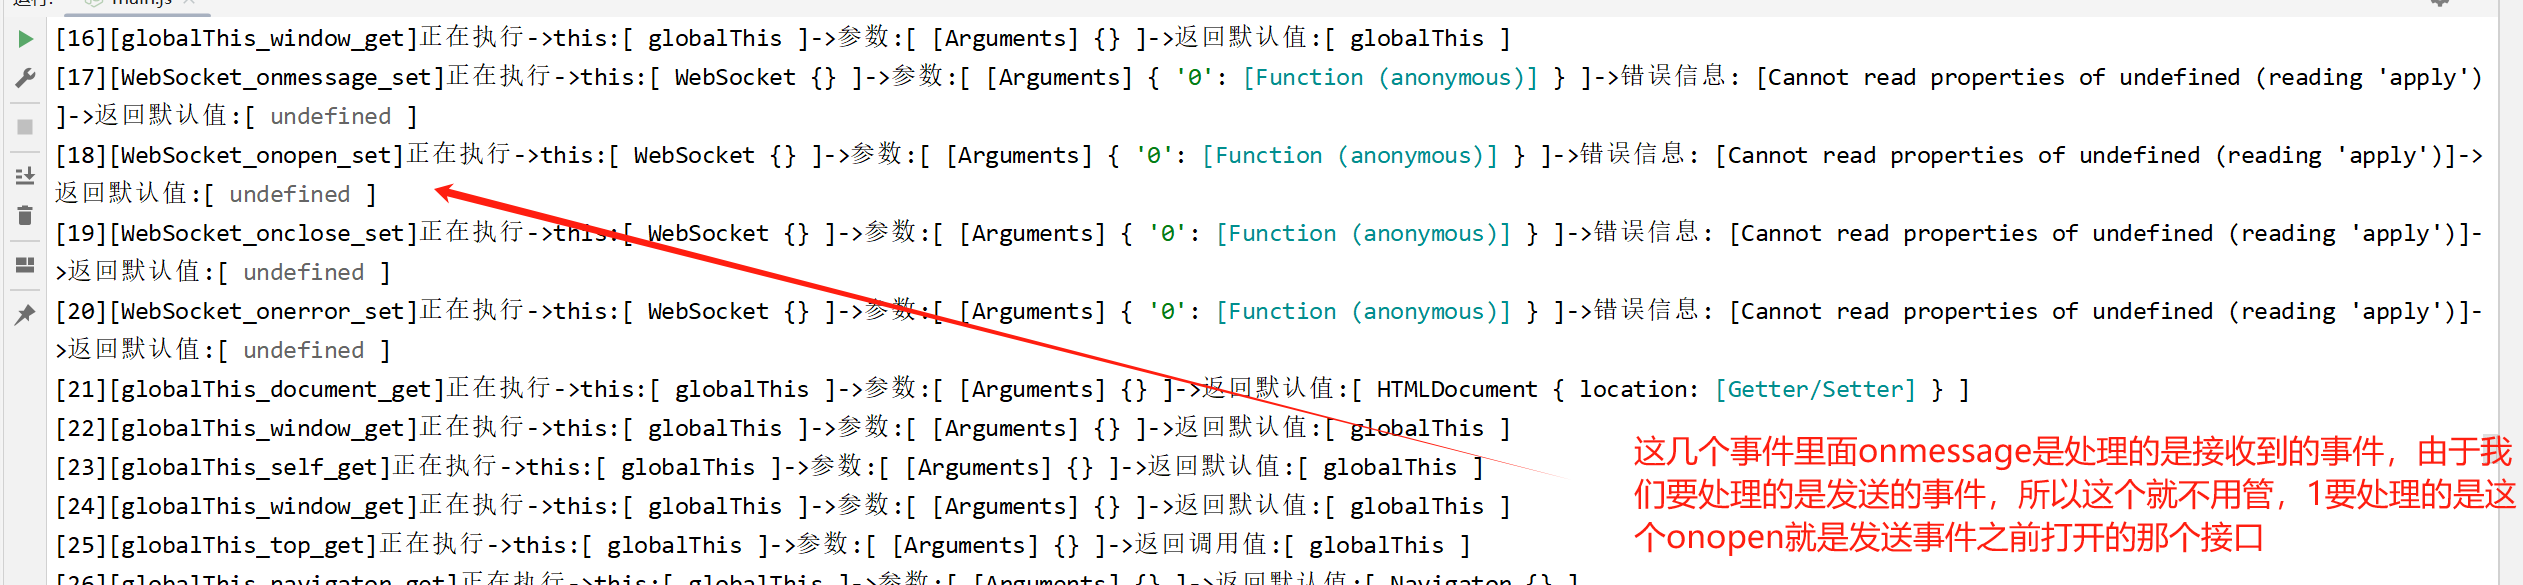 运行: main.js ×
[16][globalThis_window_get]正在执行->this:[ globalThis ]->参数:[ [Arguments] {} ]->返回默认值:[ globalThis ]
[17][WebSocket_onmessage_set]正在执行->this:[ WebSocket {} ]->参数:[ [Arguments] { '0': [Function (anonymous)] } ]->错误信息: [Cannot read properties of undefined (reading 'apply')
]->返回默认值:[ undefined ]
[18][WebSocket_onopen_set]正在执行->this:[ WebSocket {} ]->参数:[ [Arguments] { '0': [Function (anonymous)] } ]->错误信息: [Cannot read properties of undefined (reading 'apply')]->
返回默认值:[ undefined ]
[19][WebSocket_onclose_set]正在执行->this:[ WebSocket {} ]->参数:[ [Arguments] { '0': [Function (anonymous)] } ]->错误信息: [Cannot read properties of undefined (reading 'apply')]-
>返回默认值:[ undefined ]
[20][WebSocket_onerror_set]正在执行->this:[ WebSocket {} ]->参数:[ [Arguments] { '0': [Function (anonymous)] } ]->错误信息: [Cannot read properties of undefined (reading 'apply')]-
>返回默认值:[ undefined ]
[21][globalThis_document_get]正在执行->this:[ globalThis ]->参数:[ [Arguments] {} ]->返回默认值:[ HTMLDocument { location: [Getter/Setter] } ]
[22][globalThis_window_get]正在执行->this:[ globalThis ]->参数:[ [Arguments] {} ]->返回默认值:[ globalThis ]
[23][globalThis_self_get]正在执行->this:[ globalThis ]->参数:[ [Arguments] {} ]->返回默认值:[ globalThis ]
[24][globalThis_window_get]正在执行->this:[ globalThis ]->参数:[ [Arguments] {} ]->返回默认值:[ globalThis ]
[25][globalThis_top_get]正在执行->this:[ globalThis ]->参数:[ [Arguments] {} ]->返回调用值:[ globalThis ]
[26][globalThis_navigator_get]正在执行->this:[ globalThis ]->参数:[ [Arguments] {} ]->返回默认值:[ Navigator {} ]
这几个事件里面onmessage是处理的是接收到的事件，由于我
们要处理的是发送的事件，所以这个就不用管，1要处理的是这
个onopen就是发送事件之前打开的那个接口